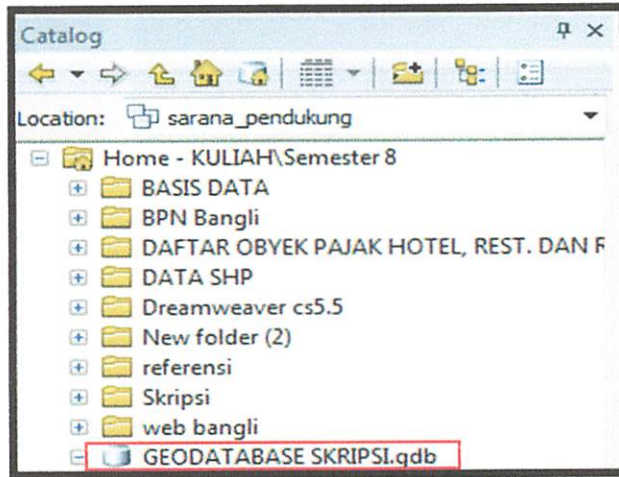 Catalog
Location: sarana_pendukung
Home - KULIAH\Semester 8
BASIS DATA
BPN Bangli
DAFTAR OBYEK PAJAK HOTEL, REST. DAN R
DATA SHP
Dreamweaver cs5.5
New folder (2)
referensi
Skripsi
web bangli
GEODATABASE SKRIPSI.gdb